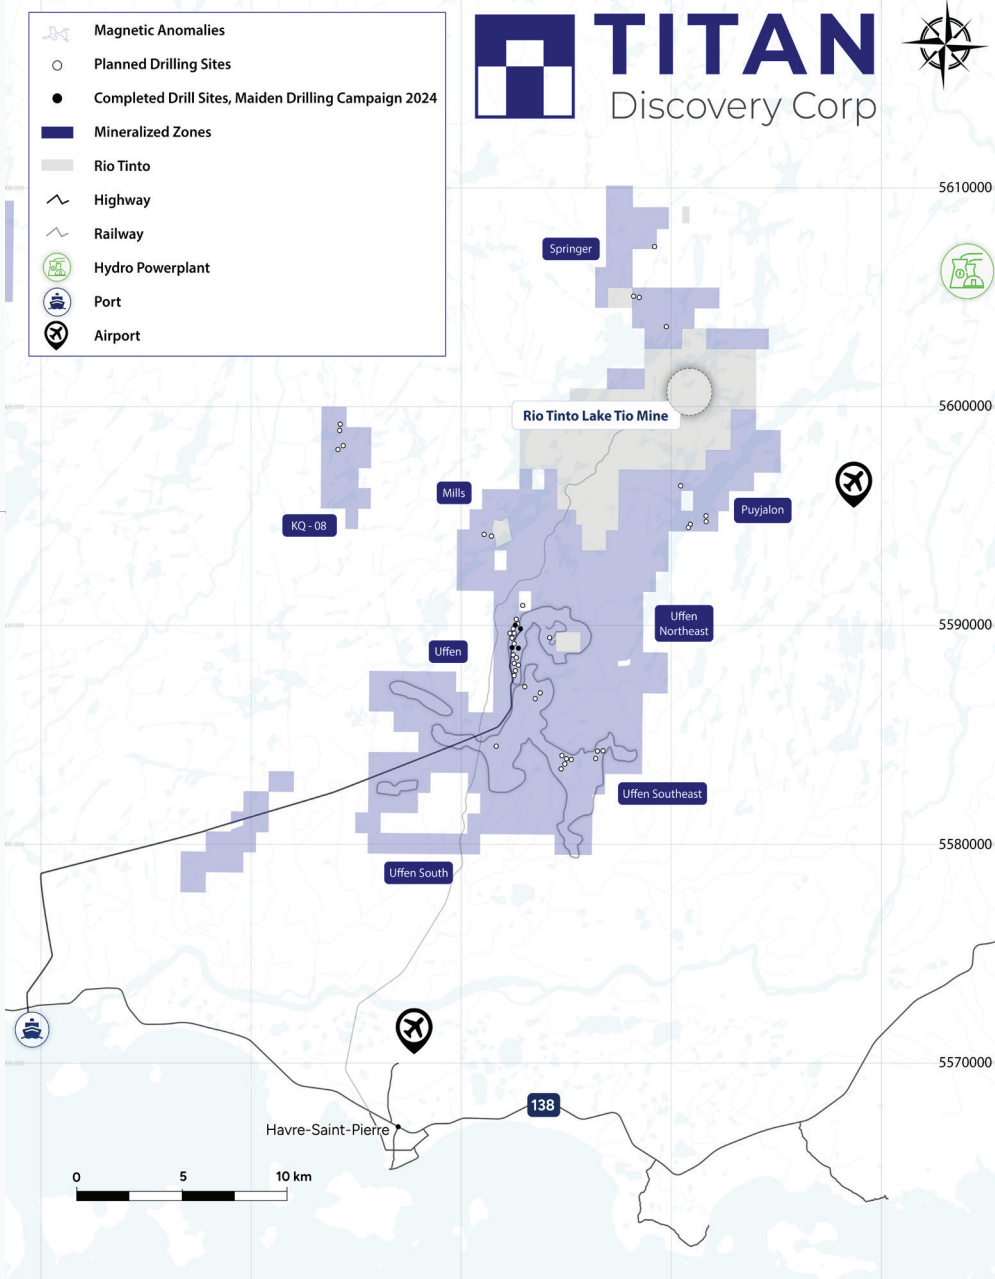 Magnetic Anomalies
Planned Drilling Sites
Completed Drill Sites, Maiden Drilling Campaign 2024
Mineralized Zones
Rio Tinto
Highway
Railway
Hydro Powerplant
Port
Airport
TITAN
Discovery Corp
5610000
Springer
5600000
Rio Tinto Lake Tio Mine
Mills
KQ - 08
Puyjalon
Uffen
Northeast
5590000
Uffen
Uffen Southeast
5580000
Uffen South
5570000
138
Havre-Saint-Pierre
0 5 10 km